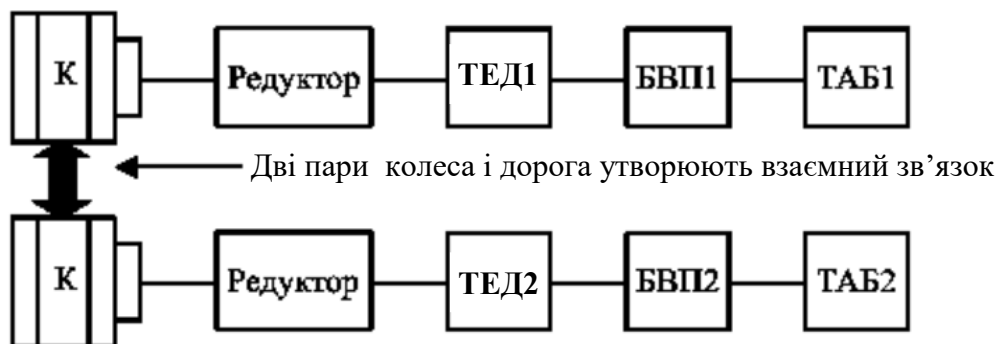 К Редуктор ТЕД1 БВП1 ТАБ1
Дві пари колеса і дорога утворюють взаємний зв’язок
К Редуктор ТЕД2 БВП2 ТАБ2